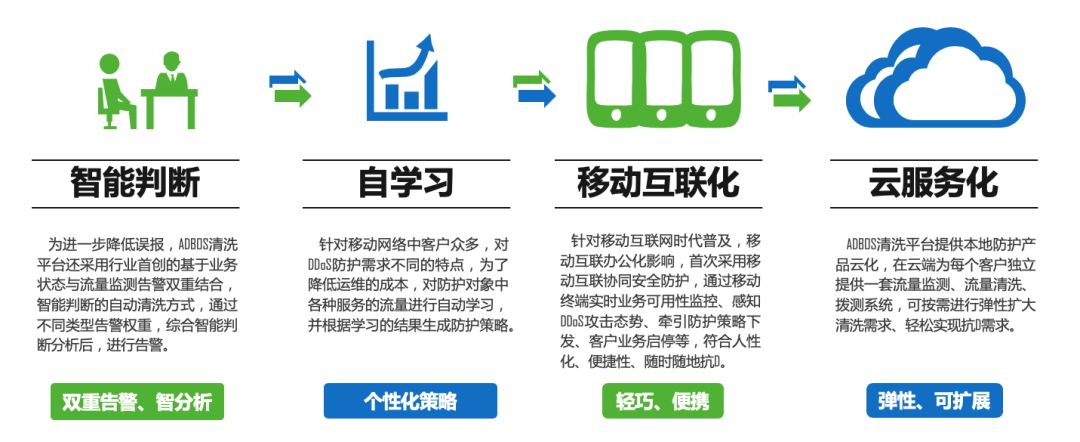 智能判断
为进一步降低误报，ADBOS清洗
平台还采用行业首创的基于业务
状态与流量监测告警双重结合，
智能判断的自动清洗方式，通过
不同类型告警权重，综合智能判
断分析后，进行告警。
双重告警、智分析
自学习
针对移动网络中客户众多，对
DDoS防护需求不同的特点，为了
降低运维的成本，对防护对象中
各种服务的流量进行自动学习，
并根据学习的结果生成防护策略。
个性化策略
移动互联化
针对移动互联网时代普及，移
动互联办公化影响，首次采用移
动互联协同安全防护，通过移动
终端实时业务可用性监控、感知
DDoS攻击态势、牵引防护策略下
发、客户业务启停等，符合人性
化、便捷性、随时随地抗D。
轻巧、便携
云服务化
ADBOS清洗平台提供本地防护产
品云化，在云端为每个客户独立
提供一套流量监测、流量清洗、
拨测系统，可按需进行弹性扩大
清洗需求、轻松实现抗D需求。
弹性、可扩展